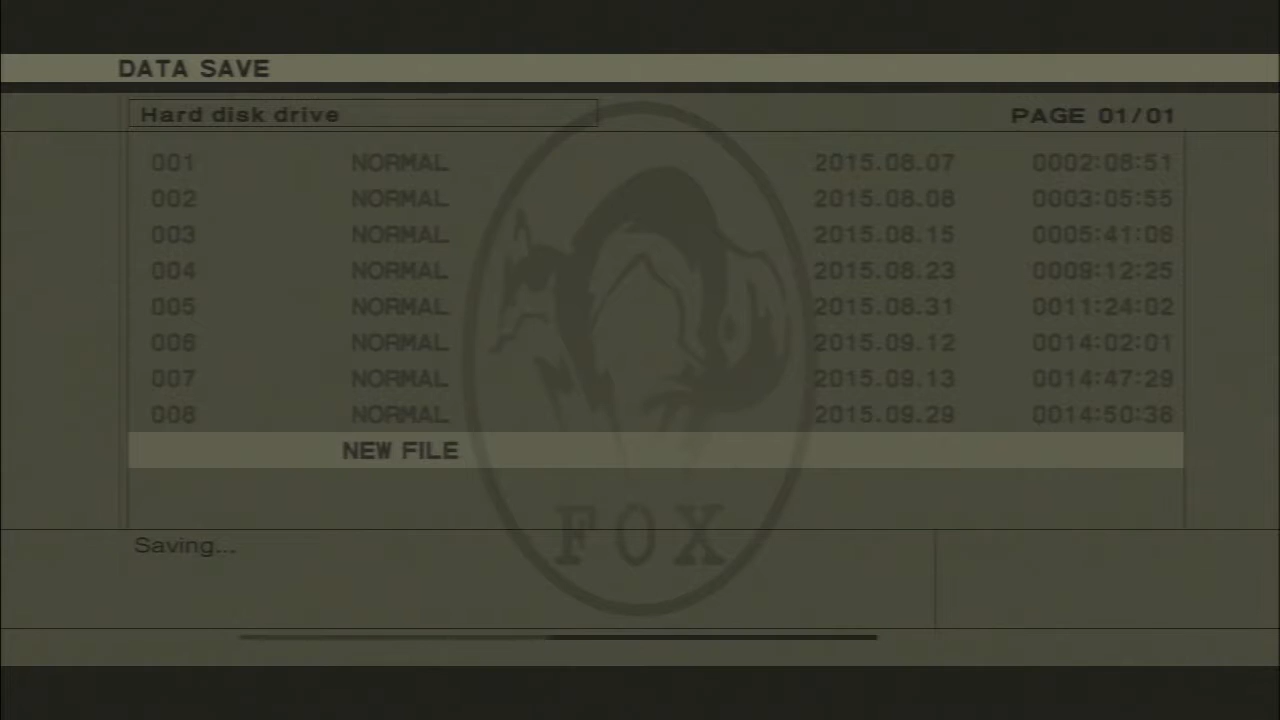 DATA SAVE
Hard disk drive PAGE 01/01
001 NORMAL 2015.08.07 0002:08:51
002 NORMAL 2015.08.08 0003:05:55
003 NORMAL 2015.08.15 0005:41:08
004 NORMAL 2015.08.23 0009:12:25
005 NORMAL 2015.08.31 0011:24:02
006 NORMAL 2015.09.12 0014:02:01
007 NORMAL 2015.09.13 0014:47:29
008 NORMAL 2015.09.29 0014:50:38
NEW FILE
FOX
Saving...